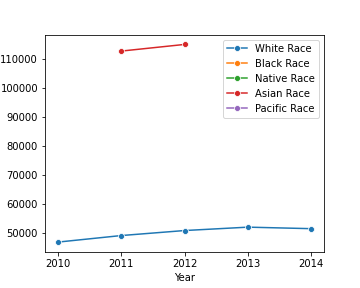 White Race
Black Race
Native Race
Asian Race
Pacific Race
110000
100000
90000
80000
70000
60000
50000
2010 2011 2012 2013 2014
Year